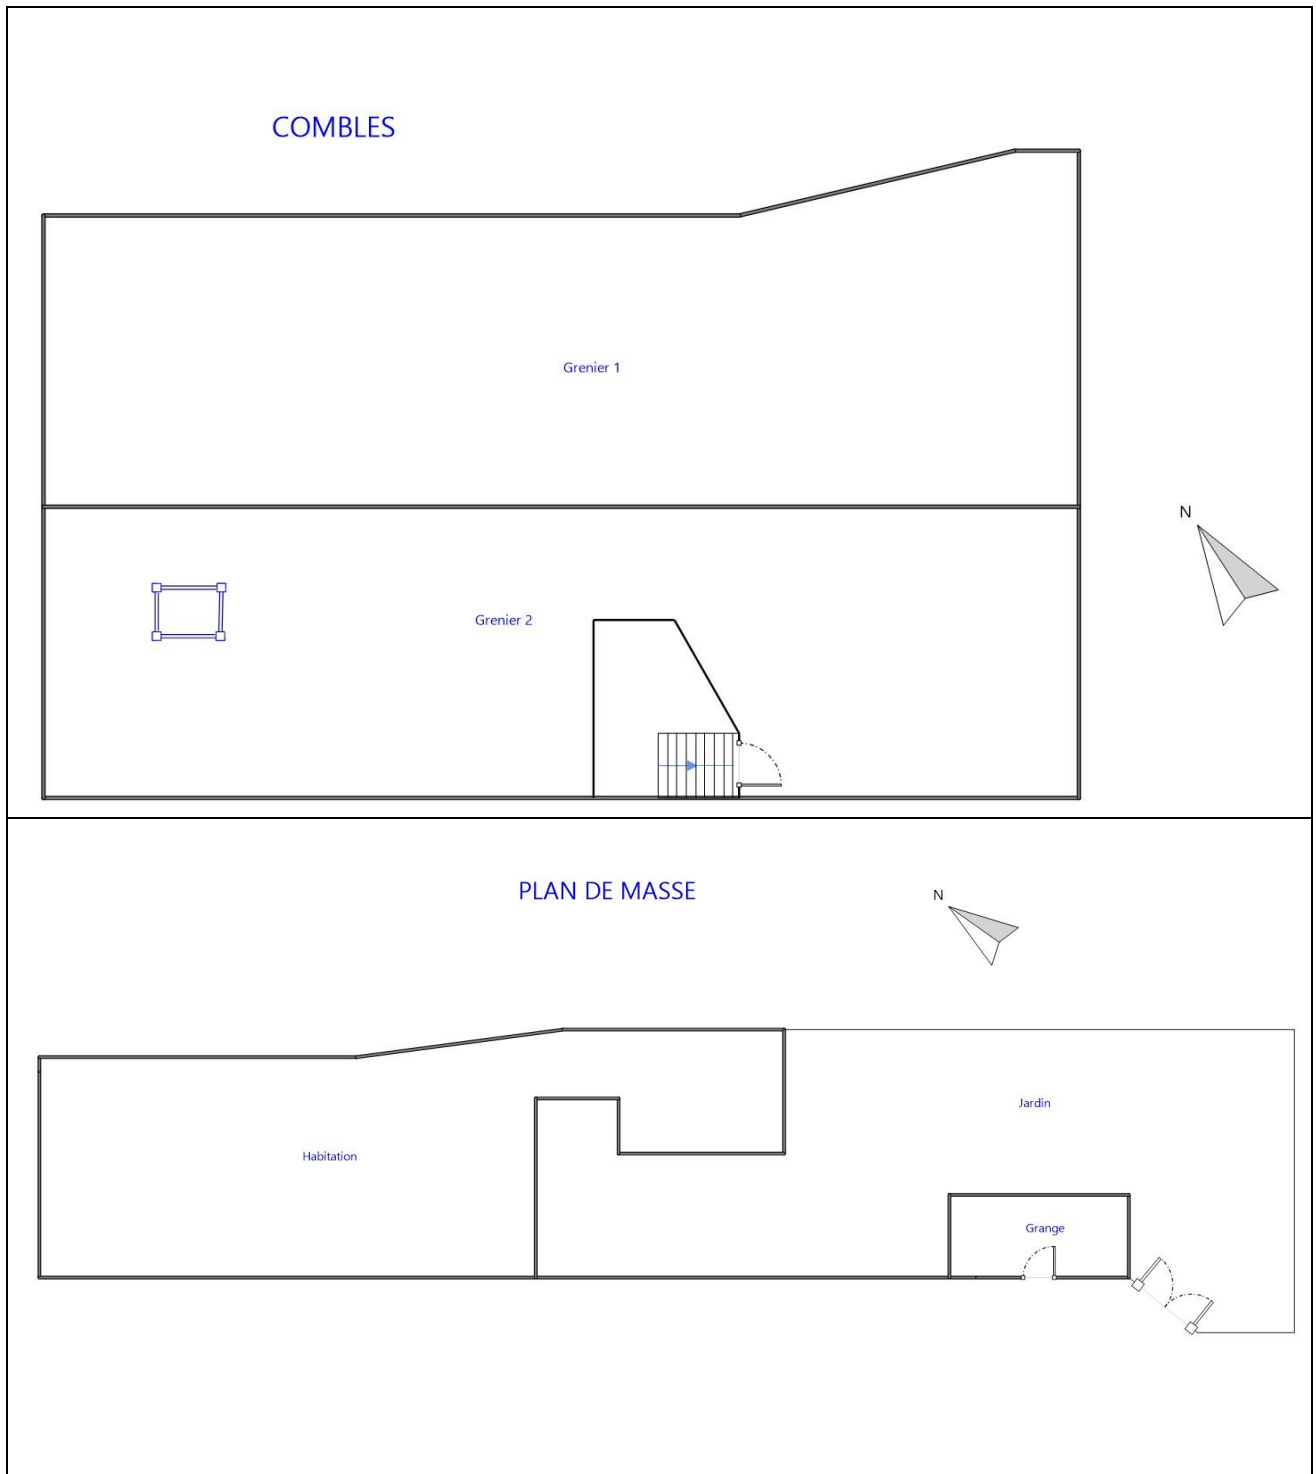 COMBLES
Grenier 1
N
Grenier 2
PLAN DE MASSE
N
Jardin
Habitation
Grange